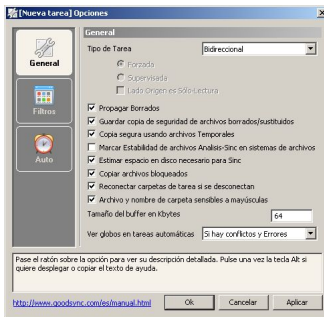 [Nueva tarea] Opciones
General
General
Tipo de Tarea
Bidireccional
Forzada
Supervisada
Lado Origen es Sólo-Lectura
Filtros
Propagar Borrados
Guardar copia de seguridad de archivos borrados/sustituidos
Copia segura usando archivos Temporales
Auto
Marcar Estabilidad de archivos Analisis-Sinc en sistemas de archivos
Estimar espacio en disco necesario para Sinc
Copiar archivos bloqueados
Reconectar carpetas de tarea si se desconectan
Archivo y nombre de carpeta sensibles a mayúsculas
Tamaño del buffer en Kbytes
64
Ver globos en tareas automáticas
Si hay conflictos y Errores
Pase el ratón sobre la opción para ver su descripción detallada. Pulse una vez la tecla Alt si
quiere desplegar o copiar el texto de ayuda.
http://www.goodsync.com/es/manual.html
Ok
Cancelar
Aplicar